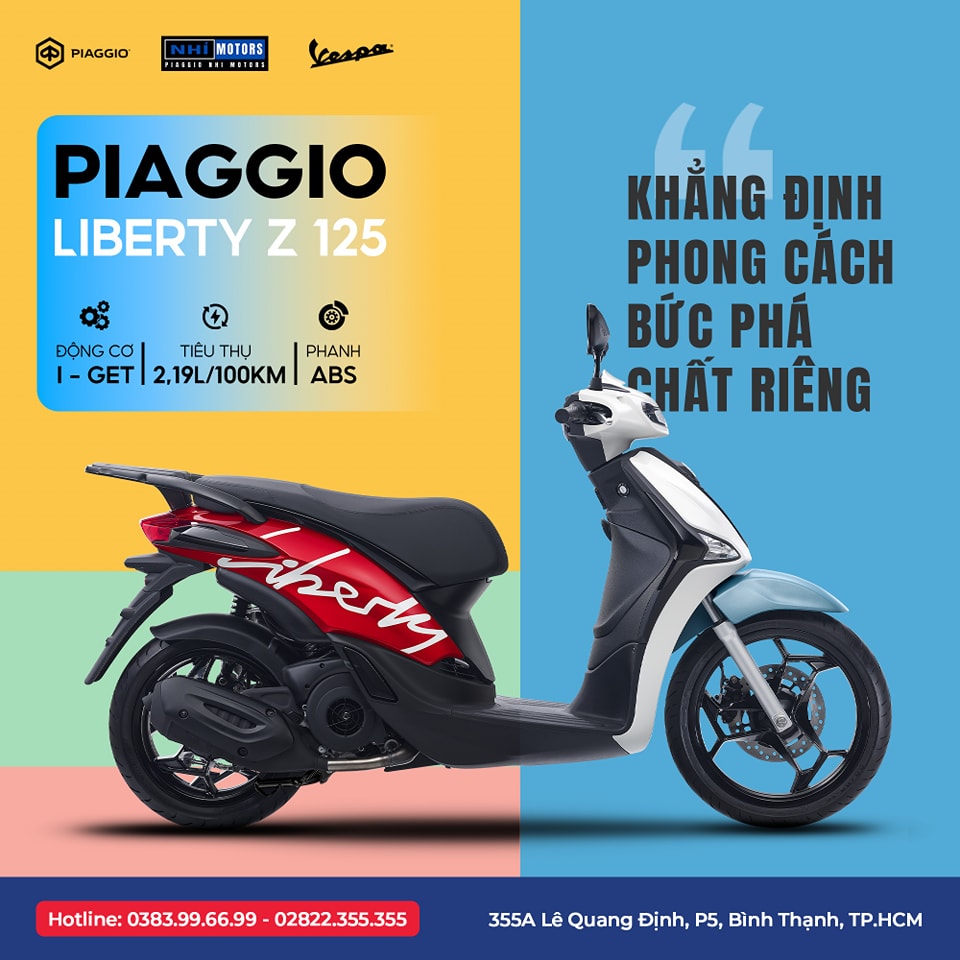 PIAGGIO
NHÍ MOTORS
PIAGGIO NHI MOTORS
Vespa
PIAGGIO
LIBERTY Z 125
ĐỘNG CƠ
I - GET
TIÊU THỤ
2,19L/100KM
PHANH
ABS
“
KHẲNG ĐỊNH
PHONG CÁCH
BỨC PHÁ
CHẤT RIÊNG
Liberty
Hotline: 0383.99.66.99 - 02822.355.355
355A Lê Quang Định, P5, Bình Thạnh, TP.HCM